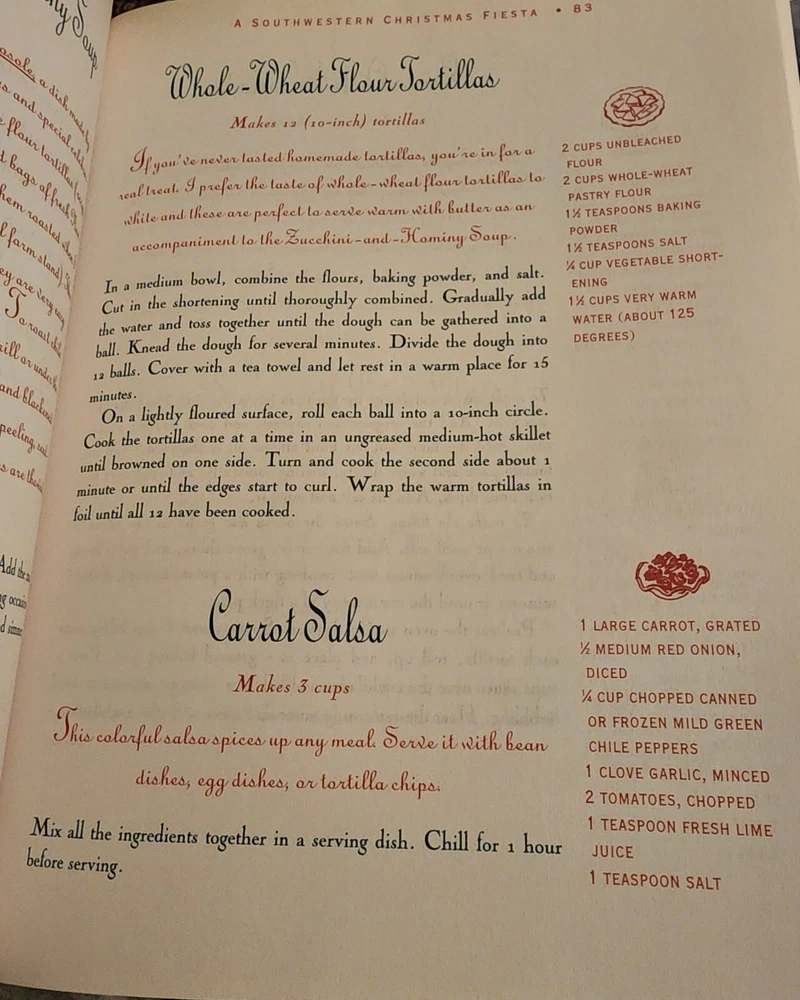 A SOUTHWESTERN CHRISTMAS FIESTA • 83
Whole-Wheat Flour Tortillas
Makes 12 (10-inch) tortillas
If you've never tasted homemade tortillas, you're in for a
real treat. I prefer the taste of whole-wheat flour tortillas to
white and these are perfect to serve warm with butter as an
accompaniment to the Zucchini-and-Hominy Soup.
2 CUPS UNBLEACHED
FLOUR
2 CUPS WHOLE-WHEAT
PASTRY FLOUR
1½ TEASPOONS BAKING
POWDER
1½ TEASPOONS SALT
CUP VEGETABLE SHORT-
ENING
CUPS VERY WARM
WATER (ABOUT 125
DEGREES)
In a medium bowl, combine the flours, baking powder, and salt.
Cut in the shortening until thoroughly combined. Gradually add
the water and toss together until the dough can be gathered into a
ball. Knead the dough for several minutes. Divide the dough into
12 balls. Cover with a tea towel and let rest in a warm place for 15
minutes.
On a lightly floured surface, roll each ball into a 10-inch circle.
Cook the tortillas one at a time in an ungreased medium-hot skillet
until browned on one side. Turn and cook the second side about 1
minute or until the edges start to curl. Wrap the warm tortillas in
foil until all 12 have been cooked.
Carrot Salsa
Makes 3 cups
This colorful salsa spices up any meal. Serve it with bean
dishes, egg dishes, or tortilla chips.
1 LARGE CARROT, GRATED
½ MEDIUM RED ONION,
DICED
¼ CUP CHOPPED CANNED
OR FROZEN MILD GREEN
CHILE PEPPERS
1 CLOVE GARLIC, MINCED
2 TOMATOES, CHOPPED
1 TEASPOON FRESH LIME
JUICE
1 TEASPOON SALT
Mix all the ingredients together in a serving dish. Chill for 1 hour
before serving.